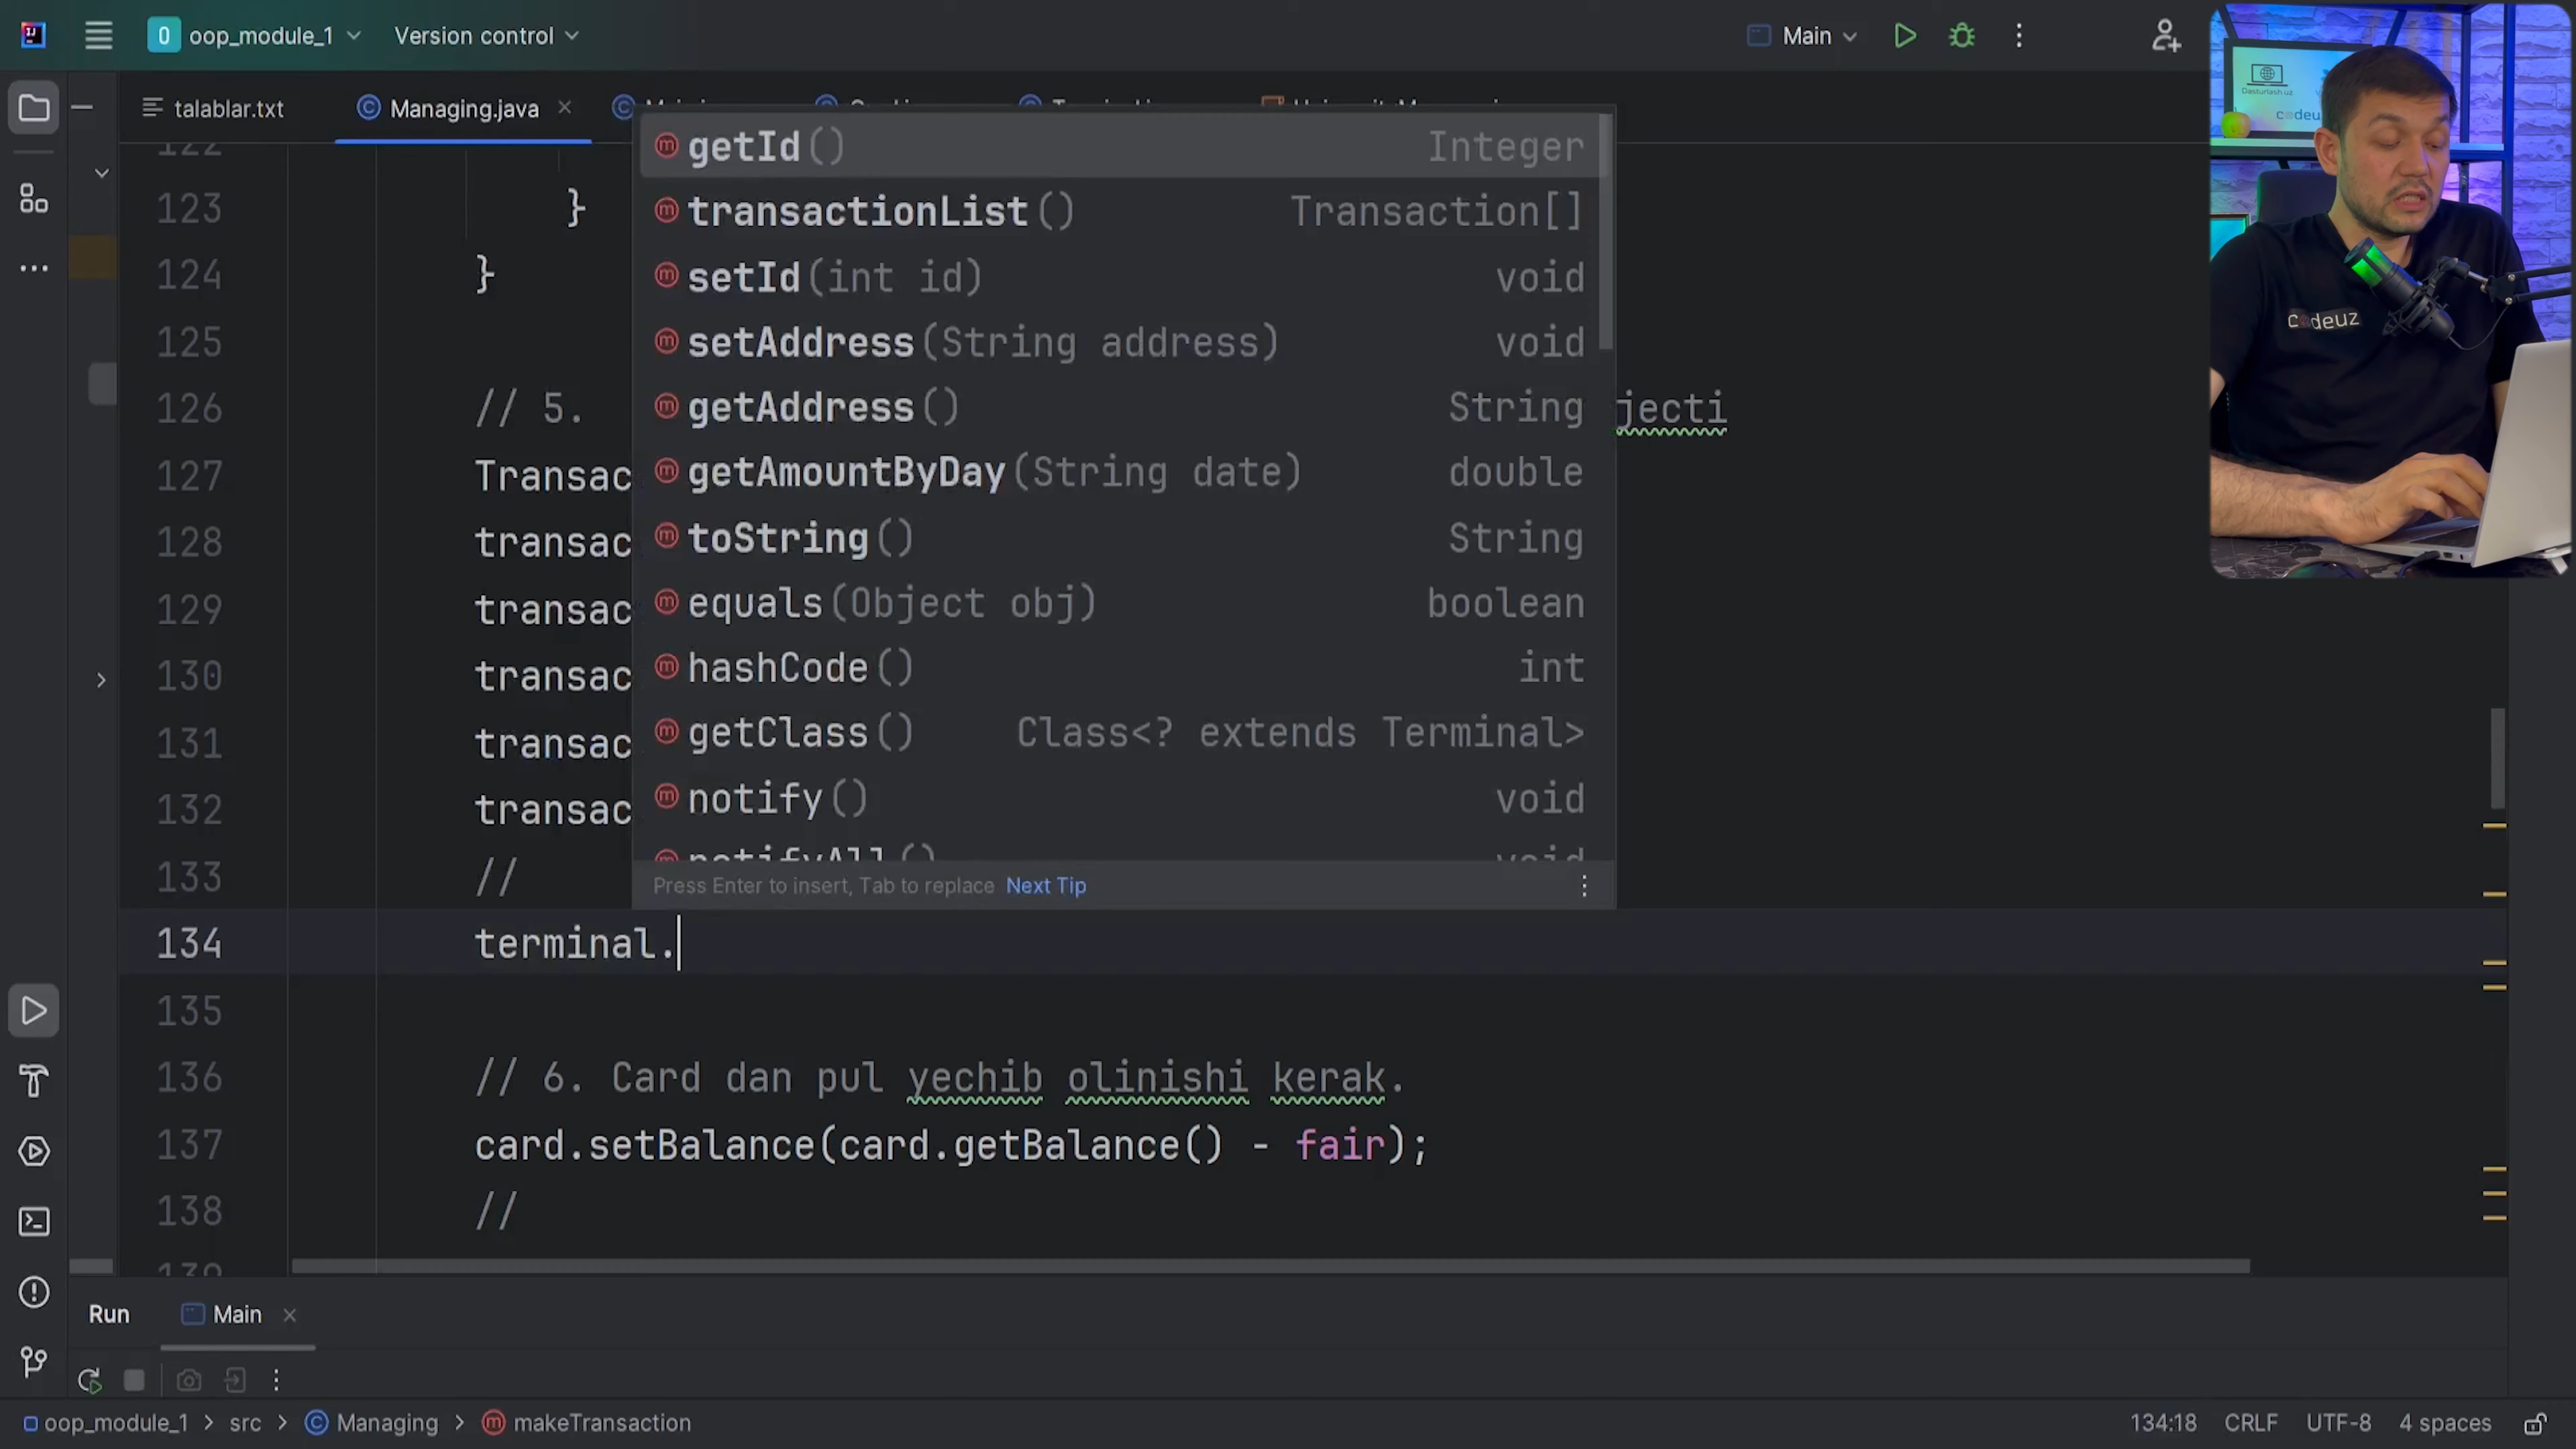 oop_module_1
Version control
Main
talablar.txt
Managing.java
getId() Integer
transactionList() Transaction[]
setId(int id) void
setAddress(String address) void
getAddress() String
getAmountByDay(String date) double
toString() String
equals(Object obj) boolean
hashCode() int
getClass() Class<? extends Terminal>
notify() void
notifyAll() void
Press Enter to insert, Tab to replace Next Tip
123 }
124 }
125
126 // 5. jecti
127 Transac
128 transac
129 transac
130 transac
131 transac
132 transac
133 //
134 terminal.
135
136 // 6. Card dan pul yechib olinishi kerak.
137 card.setBalance(card.getBalance() - fair);
138 //
Run Main
oop_module_1 > src > Managing > makeTransaction
134:18 CRLF UTF-8 4 spaces
Dasturlash.uz
codeuz
codeuz